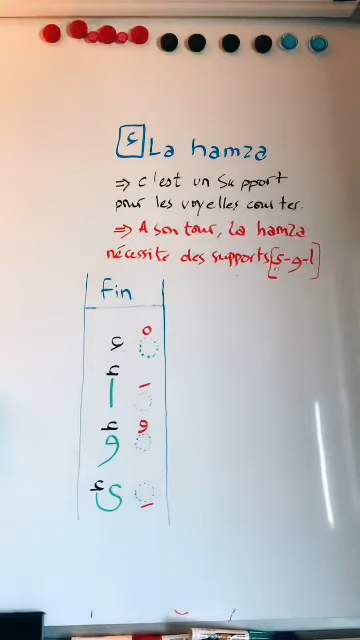 ء La hamza
⇒ c'est un support
pour les voyelles courtes.
⇒ A son tour, la hamza
nécessite des supports [ي-و-ا]
Fin
ء ْ
أ َ
ؤ ُ
ئ ِ